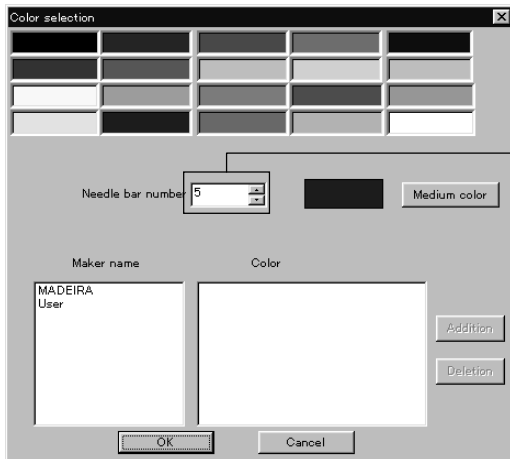 Color selection
Needle bar number 5 Medium color
Maker name Color
MADEIRA
User
Addition
Deletion
OK Cancel